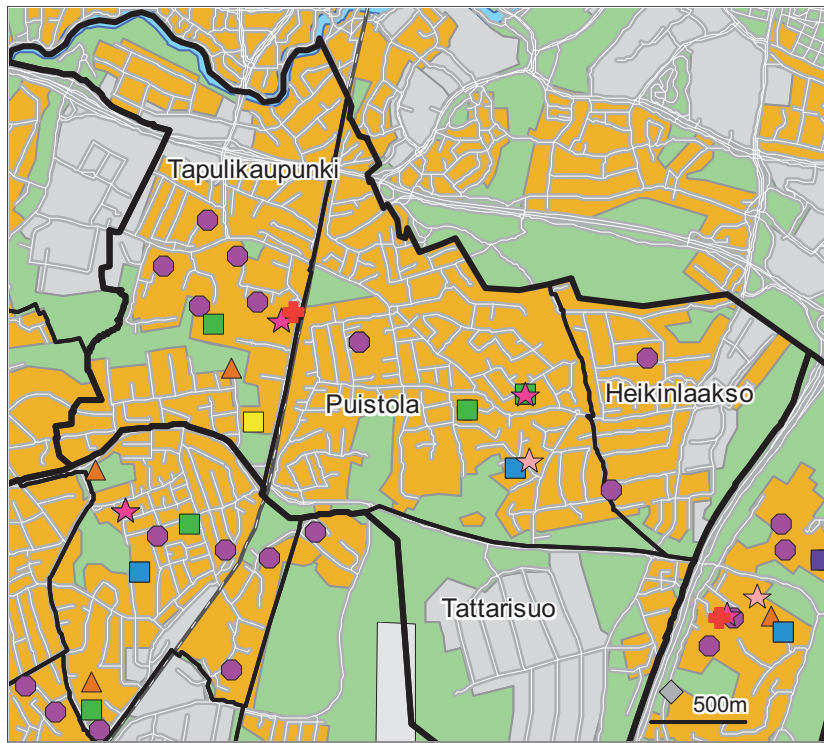 Tapulikaupunki
Puistola
Heikinlaakso
Tattarisuo
500m